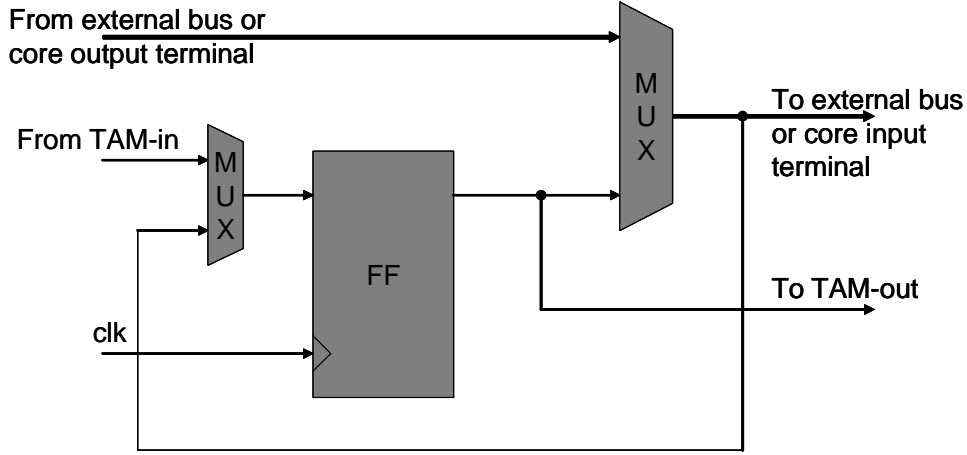 From external bus or
core output terminal
M
U
X
To external bus
or core input
terminal
From TAM-in
M
U
X
FF
To TAM-out
clk